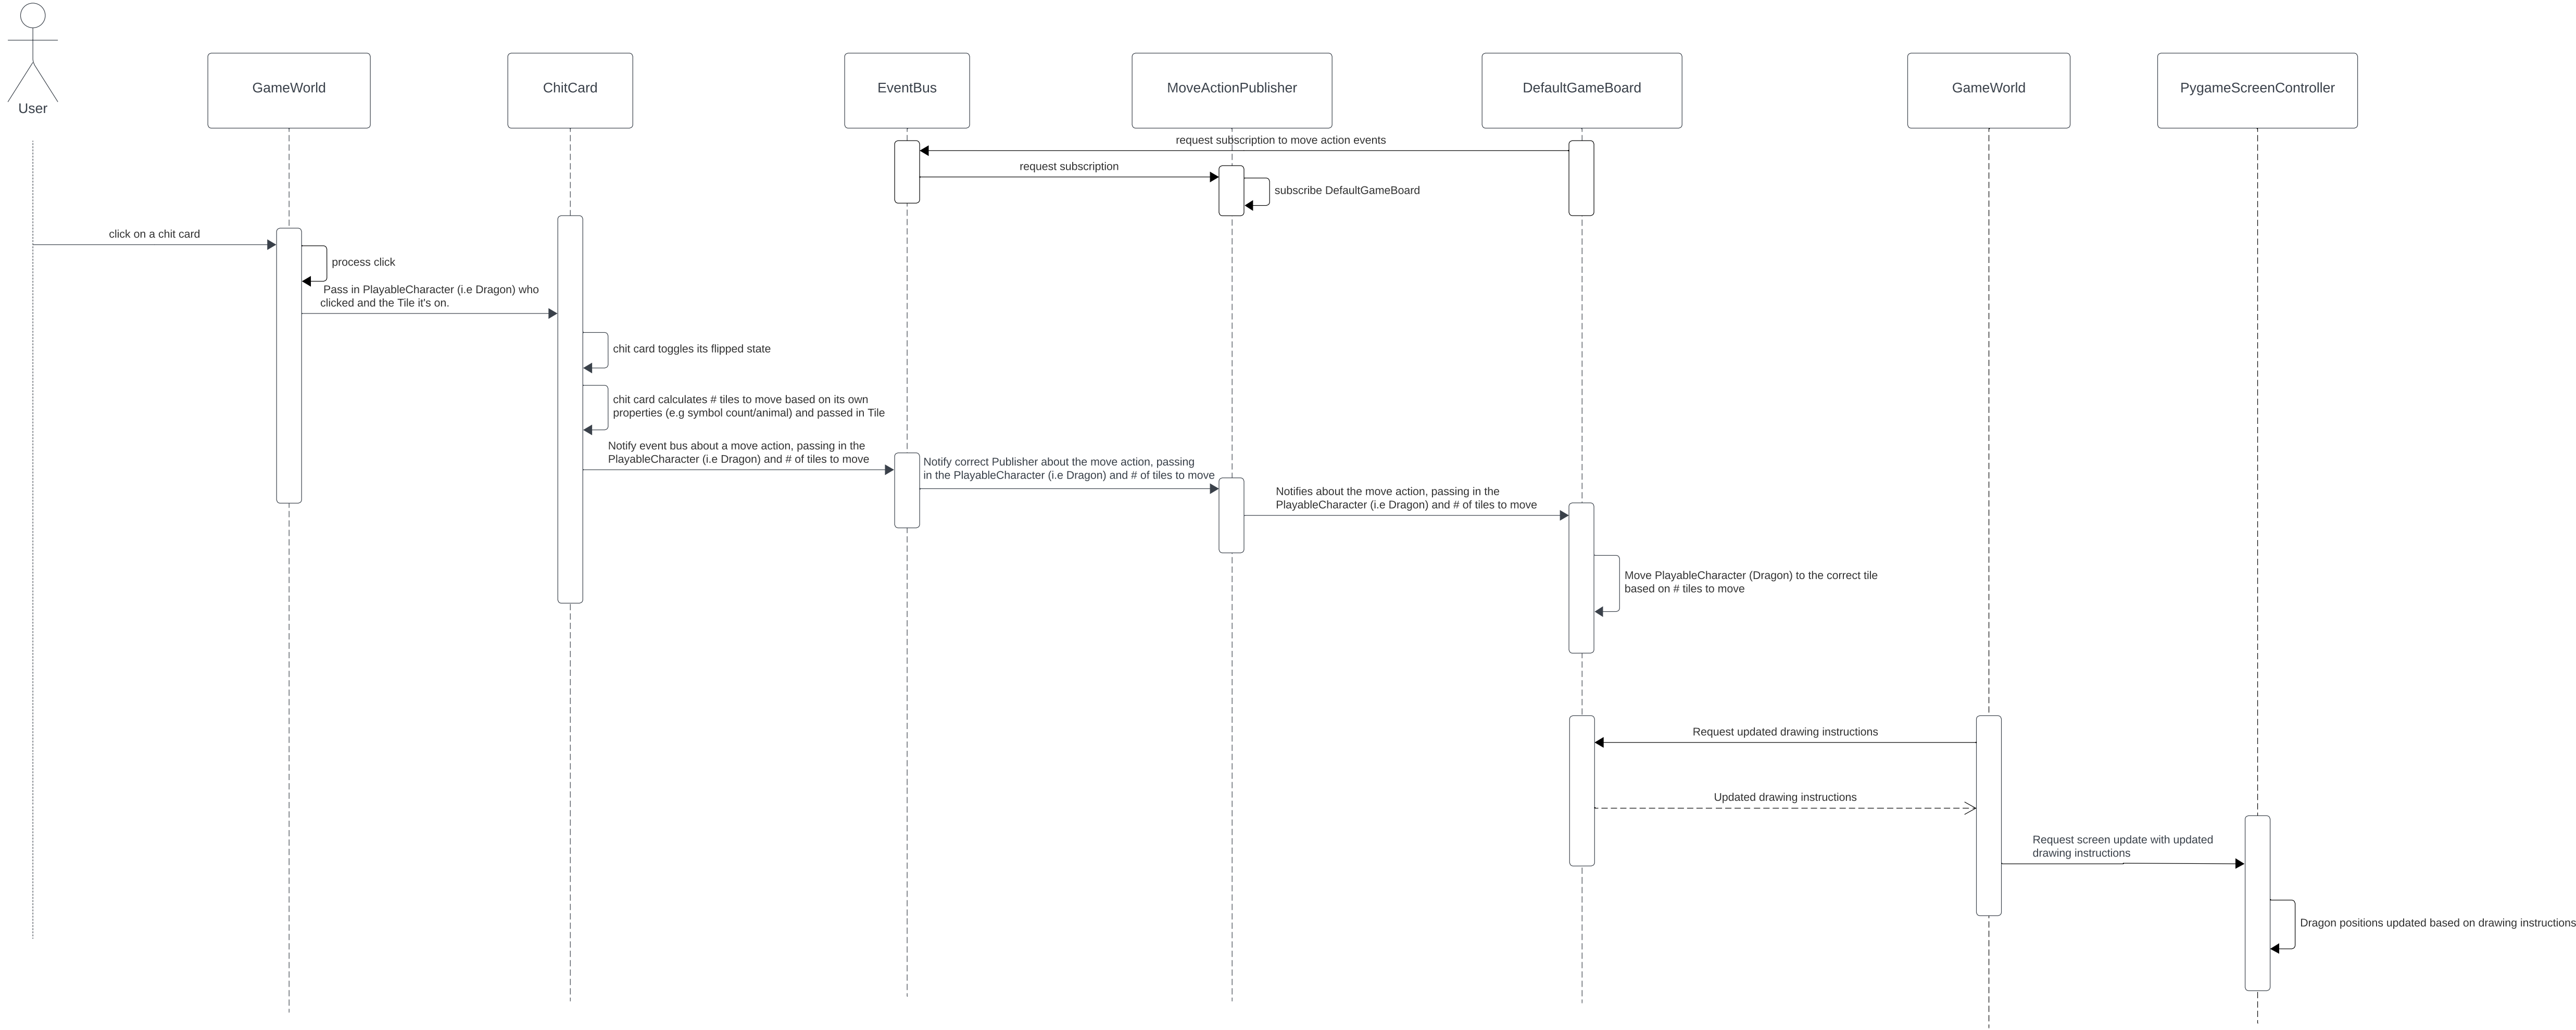 User
GameWorld
ChitCard
EventBus
MoveActionPublisher
DefaultGameBoard
GameWorld
PygameScreenController
request subscription to move action events
request subscription
subscribe DefaultGameBoard
click on a chit card
process click
Pass in PlayableCharacter (i.e Dragon) who
clicked and the Tile it's on.
chit card toggles its flipped state
chit card calculates # tiles to move based on its own
properties (e.g symbol count/animal) and passed in Tile
Notify event bus about a move action, passing in the
PlayableCharacter (i.e Dragon) and # of tiles to move
Notify correct Publisher about the move action, passing
in the PlayableCharacter (i.e Dragon) and # of tiles to move
Notifies about the move action, passing in the
PlayableCharacter (i.e Dragon) and # of tiles to move
Move PlayableCharacter (Dragon) to the correct tile
based on # tiles to move
Request updated drawing instructions
Updated drawing instructions
Request screen update with updated
drawing instructions
Dragon positions updated based on drawing instructions